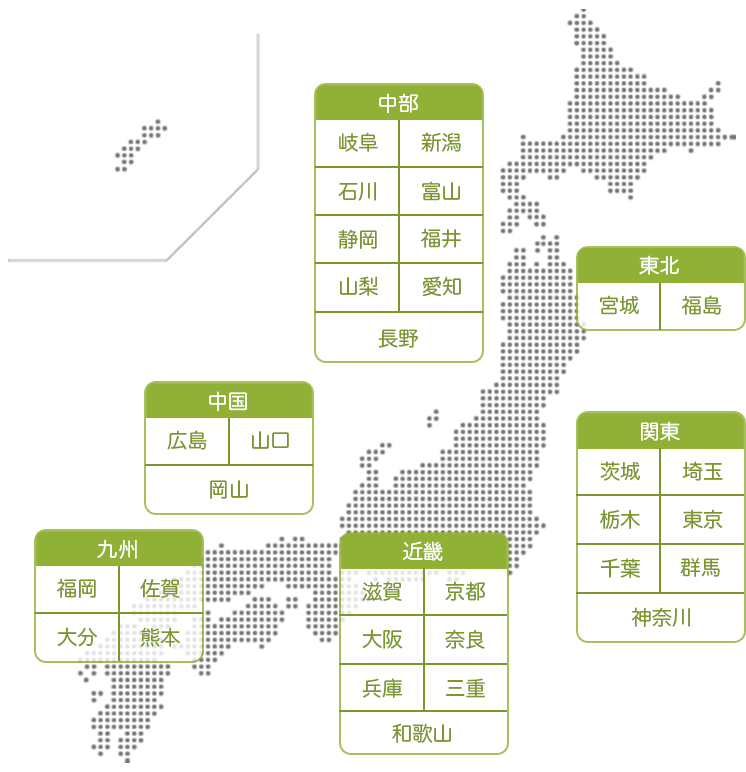 中部
岐阜 新潟
石川 富山
静岡 福井
山梨 愛知
長野
東北
宮城 福島
中国
広島 山口
岡山
関東
茨城 埼玉
栃木 東京
千葉 群馬
神奈川
九州
福岡 佐賀
大分 熊本
近畿
滋賀 京都
大阪 奈良
兵庫 三重
和歌山